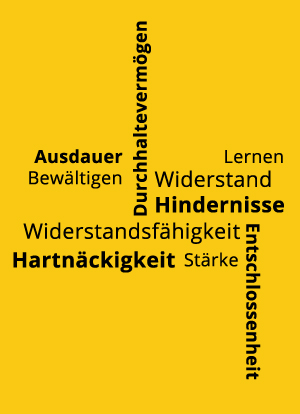 Durchhaltevermögen
Ausdauer
Lernen
Bewältigen
Widerstand
Hindernisse
Widerstandsfähigkeit
Hartnäckigkeit
Stärke
Entschlossenheit